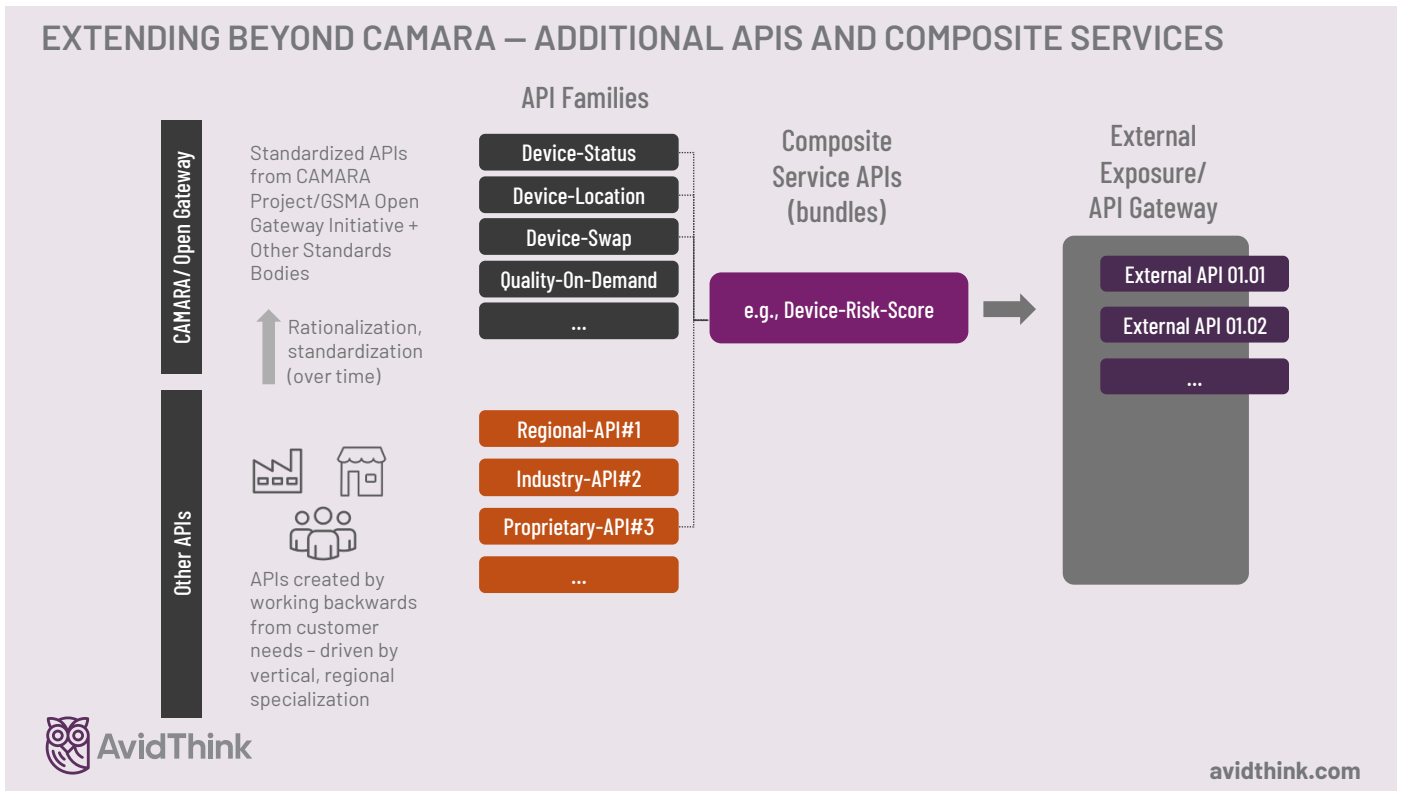 EXTENDING BEYOND CAMARA – ADDITIONAL APIS AND COMPOSITE SERVICES
API Families
CAMARA/ Open Gateway
Standardized APIs
from CAMARA
Project/GSMA Open
Gateway Initiative +
Other Standards
Bodies
Rationalization,
standardization
(over time)
Device-Status
Device-Location
Device-Swap
Quality-On-Demand
...
Composite
Service APIs
(bundles)
e.g., Device-Risk-Score
External
Exposure/
API Gateway
External API 01.01
External API 01.02
...
Other APIs
APIs created by
working backwards
from customer
needs – driven by
vertical, regional
specialization
Regional-API#1
Industry-API#2
Proprietary-API#3
...
AvidThink
avidthink.com